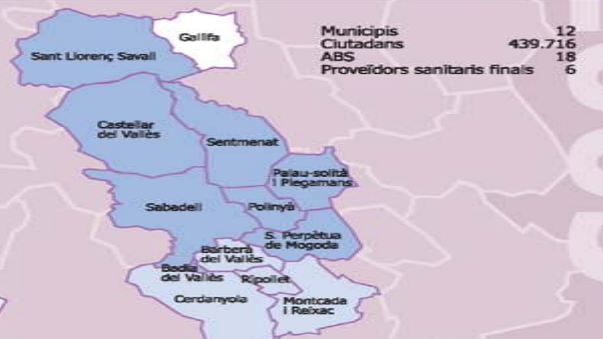 Gallfa
Sant Llorenç Savall
Municipis 12
Ciutadans 439.716
ABS 18
Proveïdors sanitaris finals 6
Castellar
del Vallès
Sentmenat
Palau-solità
i Plegamans
Sabadell
Polinyà
S. Perpètua
de Mogoda
Barberà
del Vallès
Badia
del Vallès
Ripollet
Cerdanyola
Montcada
i Reixac